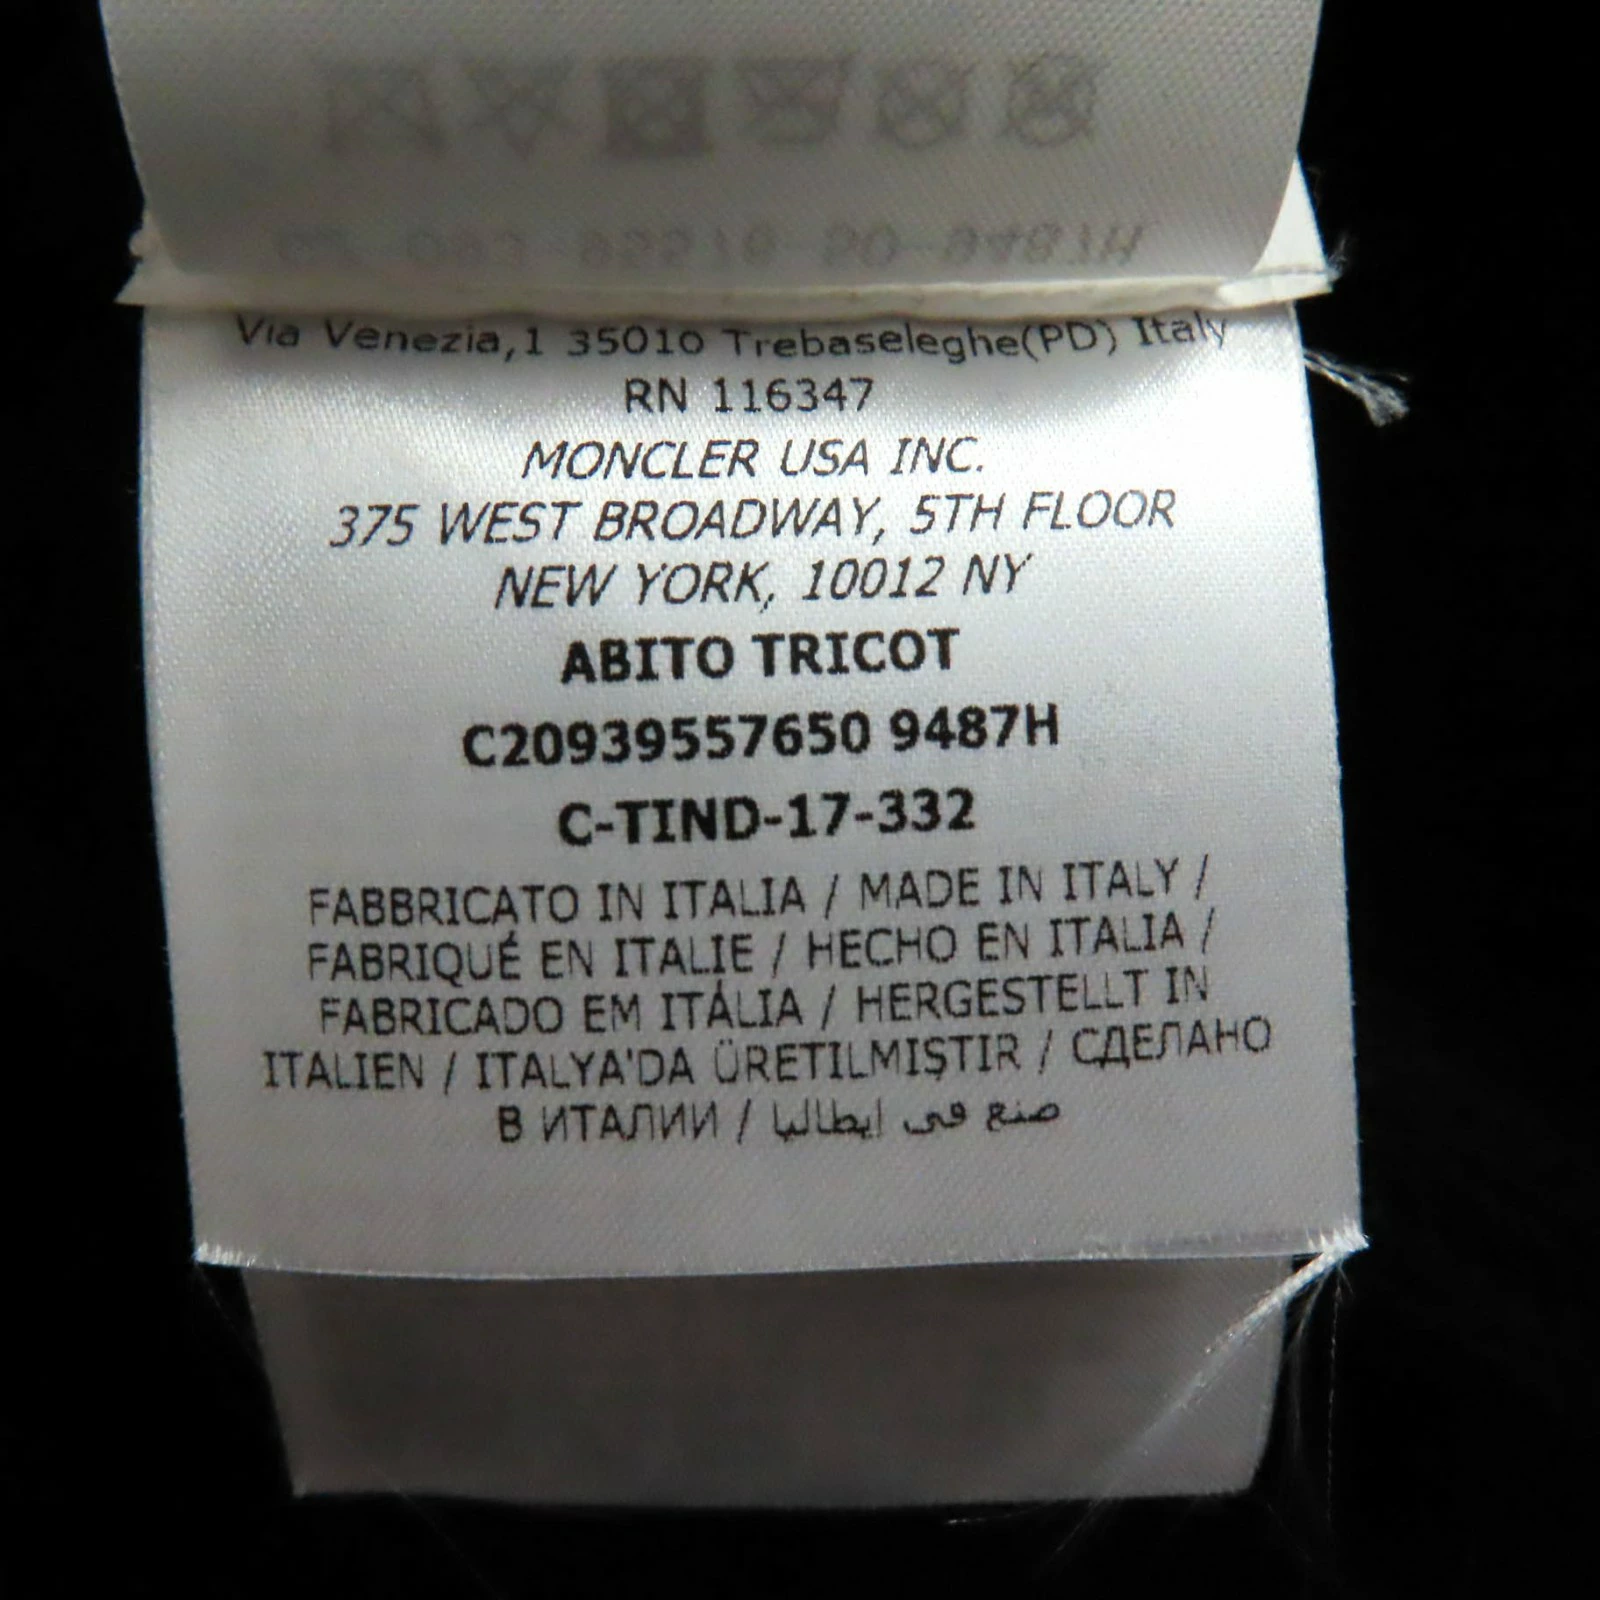 Via Venezia,1 35010 Trebaseleghe(PD) Italy
RN 116347
MONCLER USA INC.
375 WEST BROADWAY, 5TH FLOOR
NEW YORK, 10012 NY
ABITO TRICOT
C20939557650 9487H
C-TIND-17-332
FABBRICATO IN ITALIA / MADE IN ITALY /
FABRIQUÉ EN ITALIE / HECHO EN ITALIA /
FABRICADO EM ITÁLIA / HERGESTELLT IN
ITALIEN / ITALYA'DA ÜRETILMIŞTIR / СДЕЛАНО
В ИТАЛИИ / صنع في ايطاليا